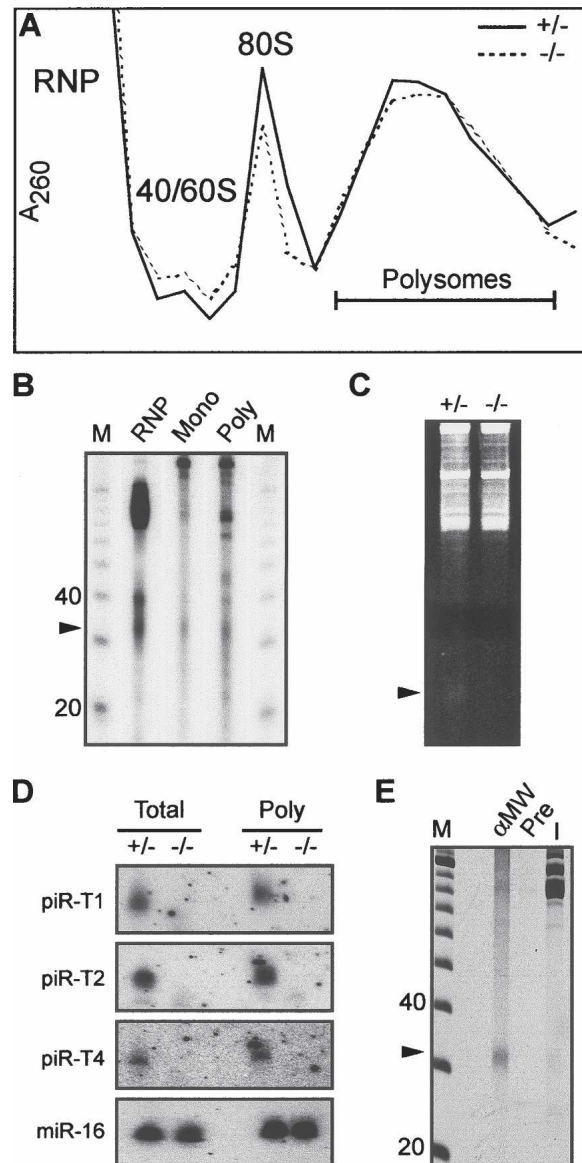 A
+/-
-/-
80S
RNP
40/60S
A260
Polysomes
B
M RNP Mono Poly M
40
20
C
+/- -/-
D
Total Poly
+/- -/- +/- -/-
piR-T1
piR-T2
piR-T4
miR-16
E
M αMW Pre I
40
20